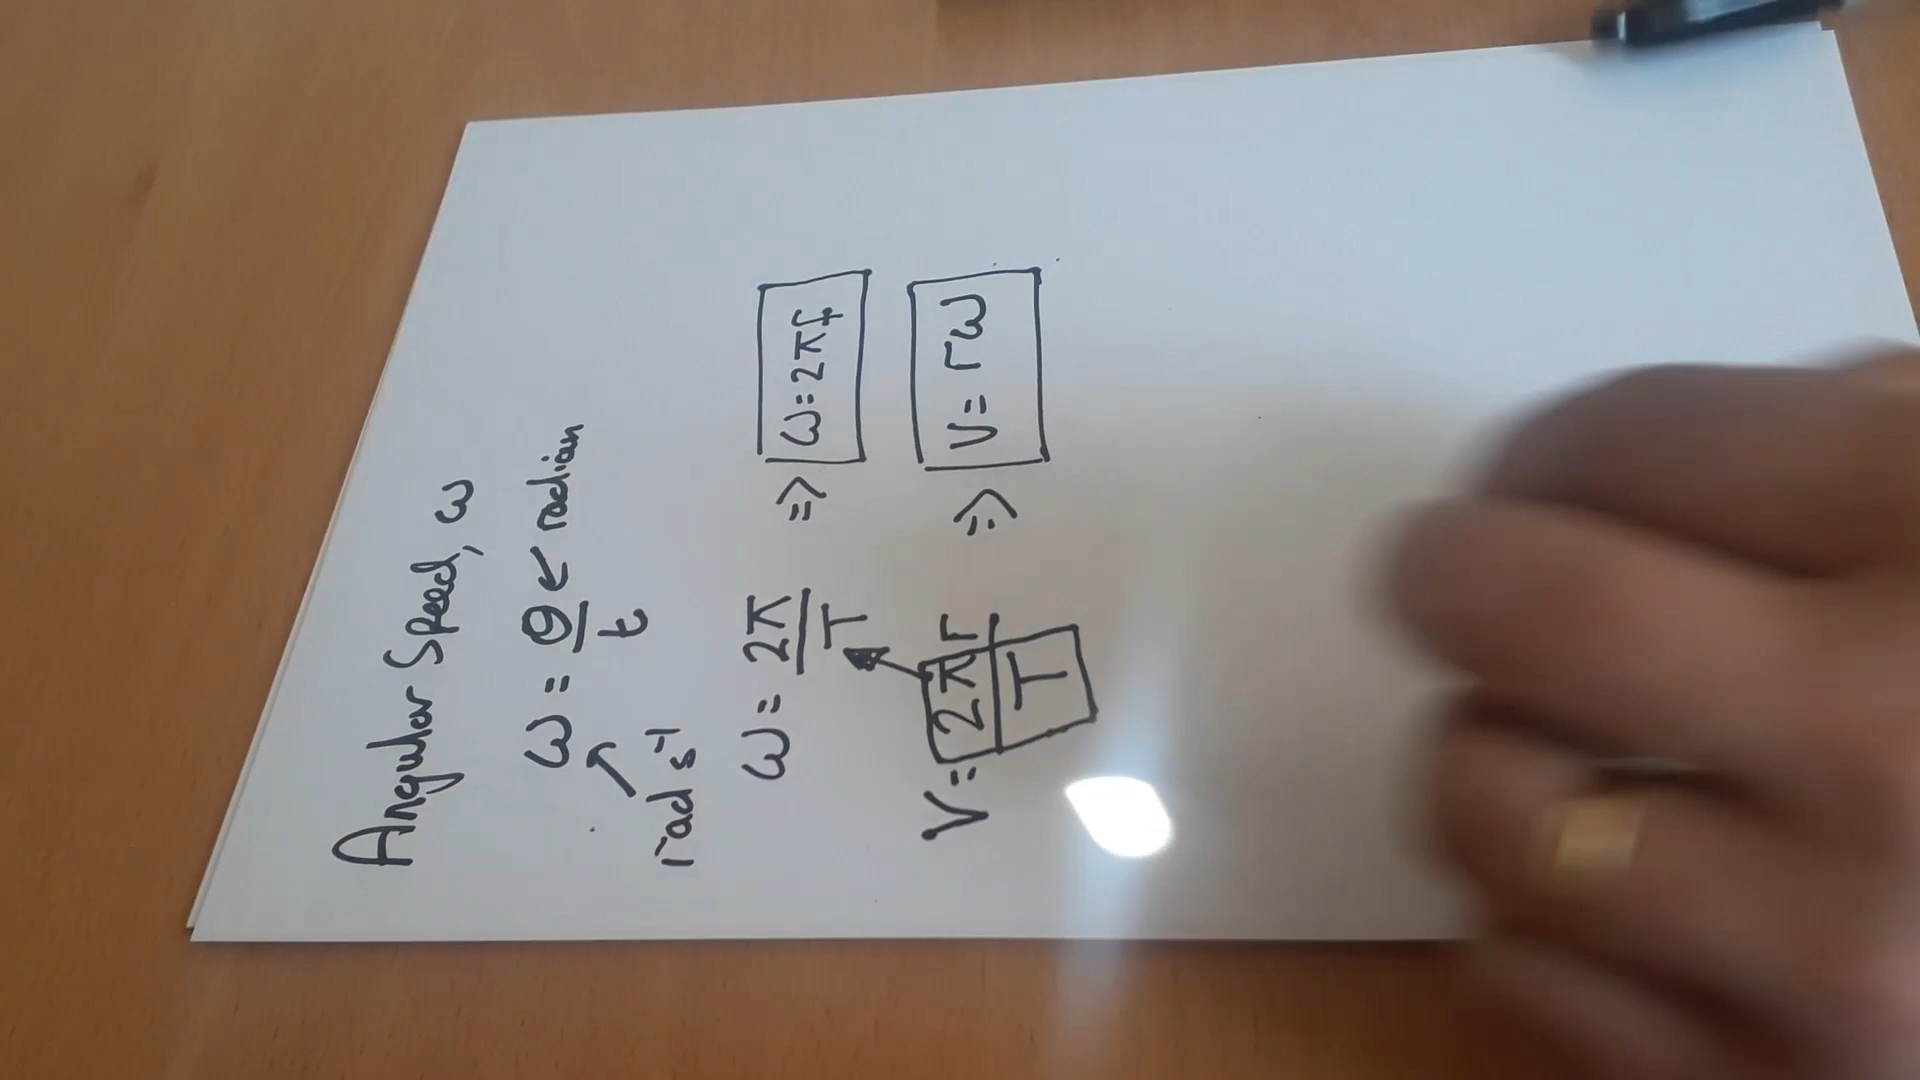 Angular Speed, ω
ω = θ/t ← radian
rad s⁻¹
ω = 2π/T => ω = 2πf
V = 2πr/T => V = rω